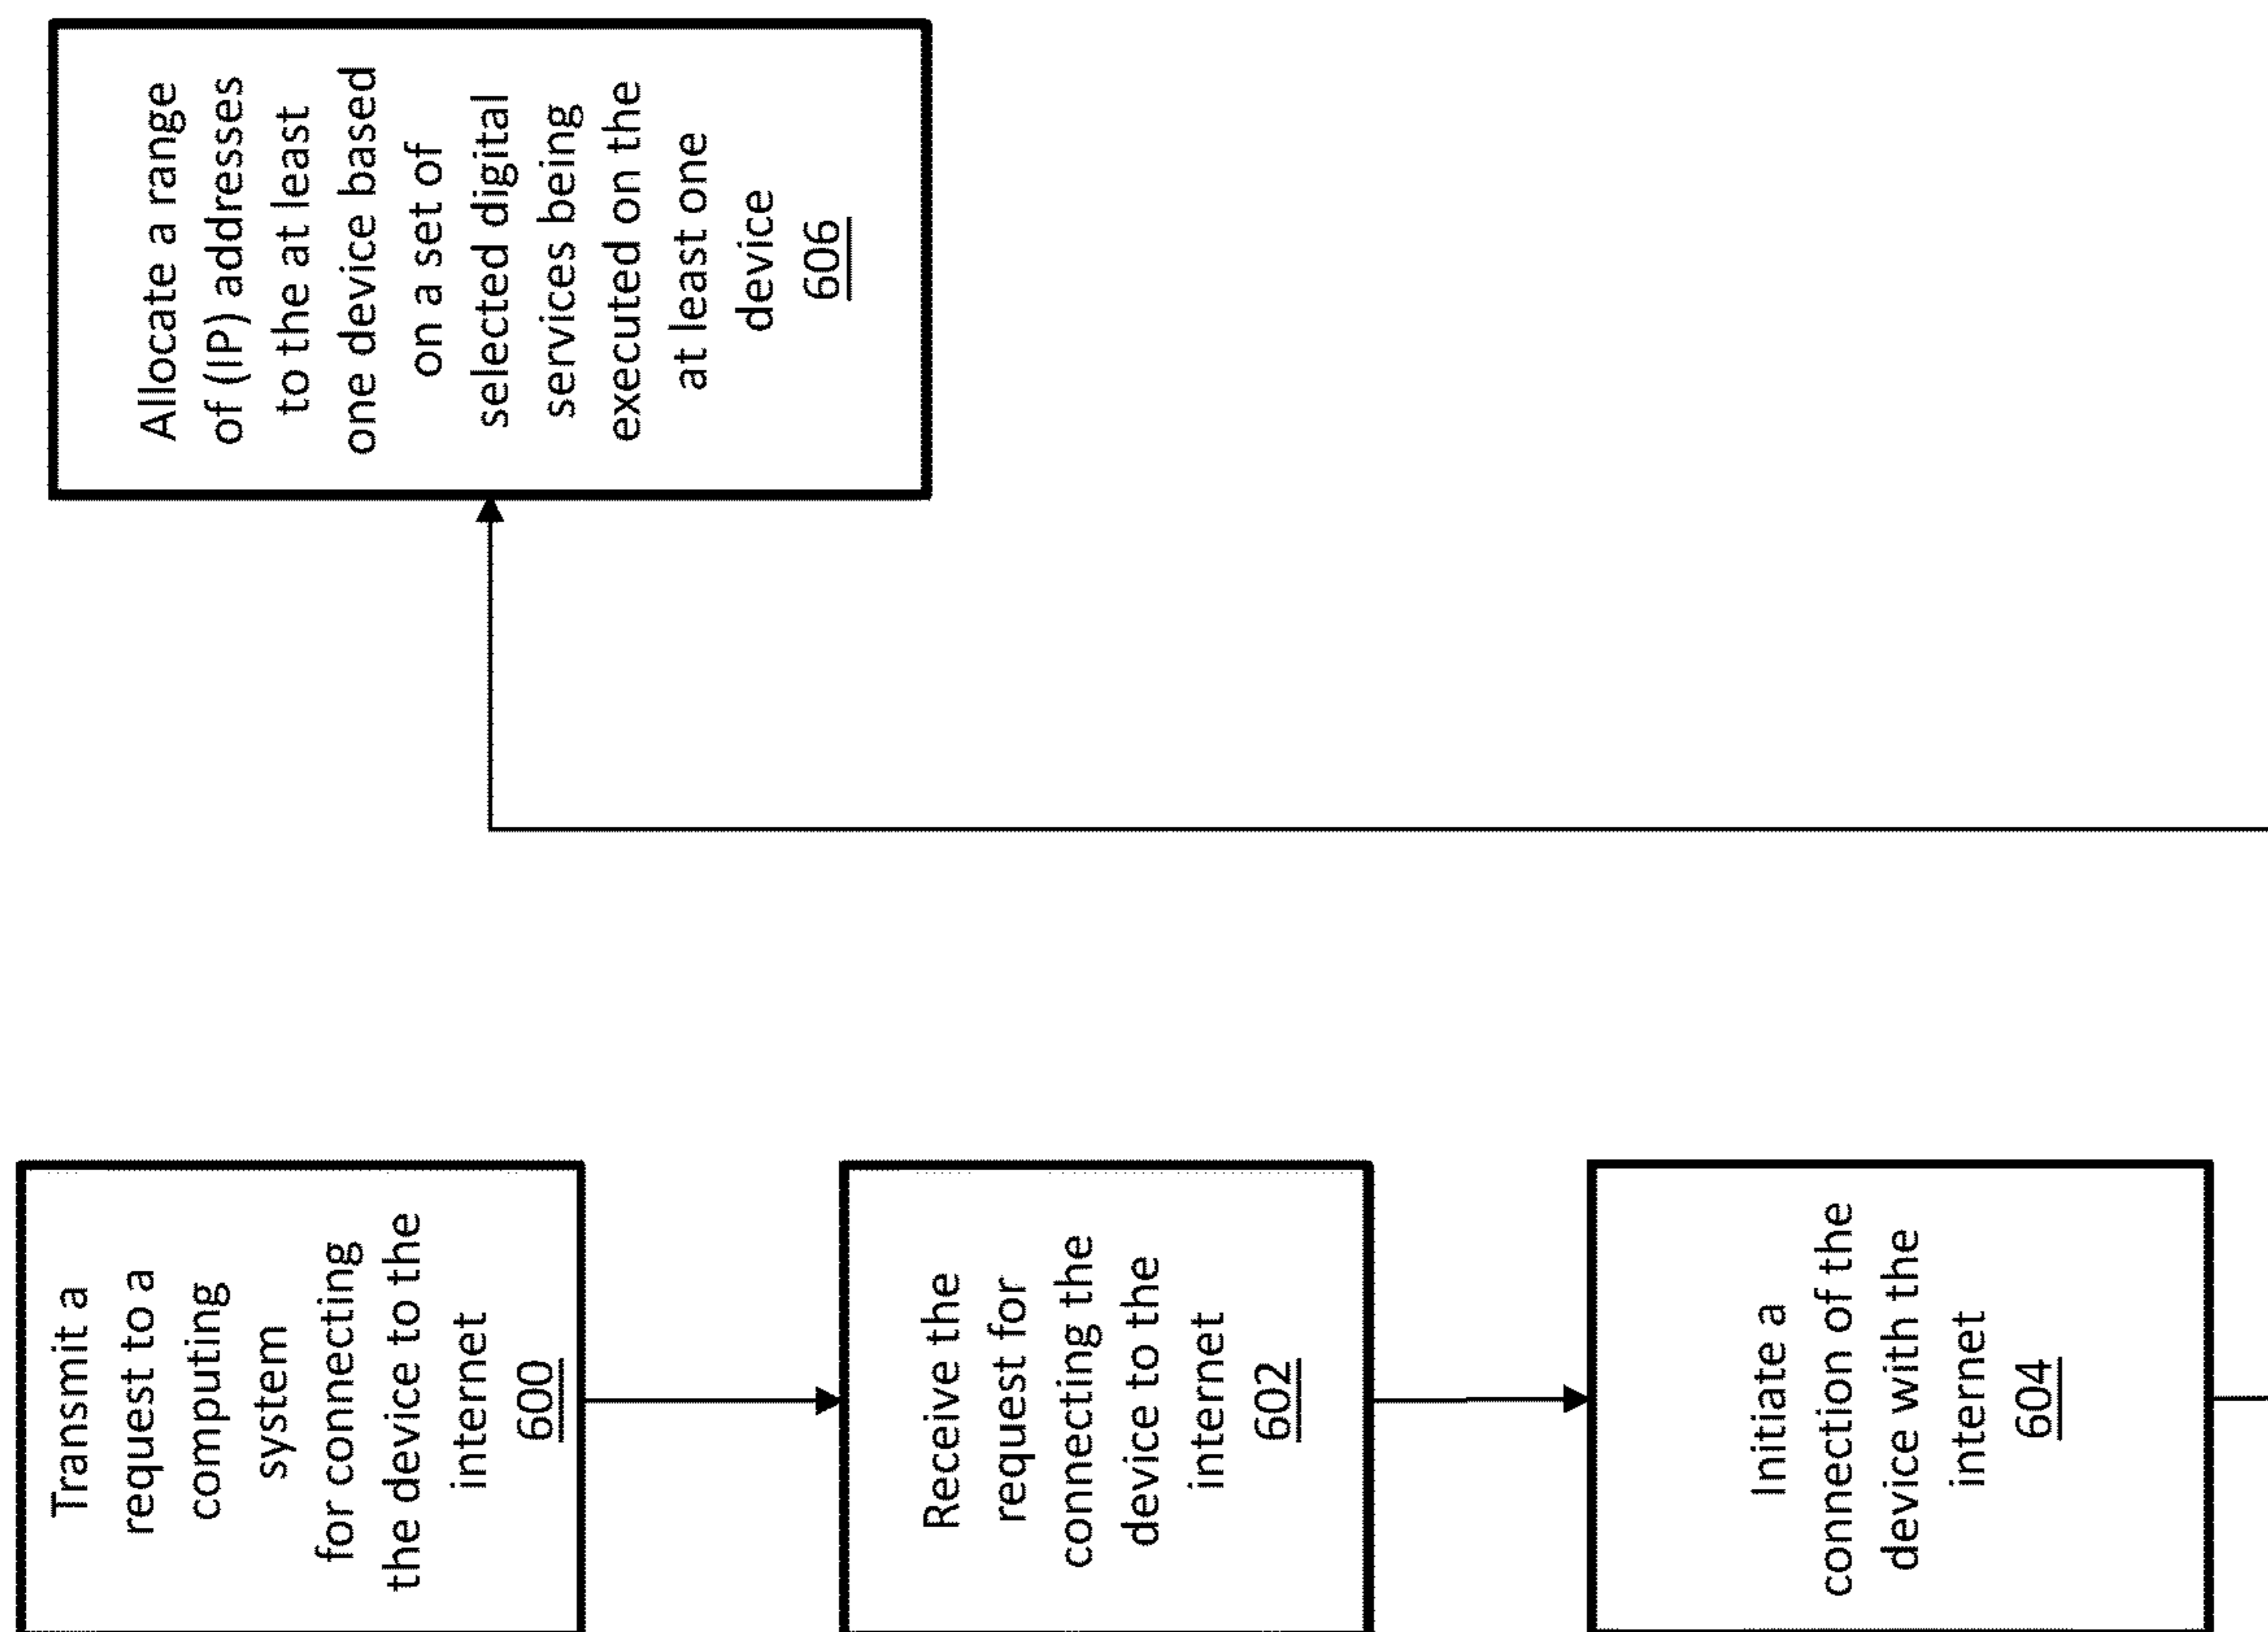 Transmit a
request to a
computing
system
for connecting
the device to the
internet
600
Receive the
request for
connecting the
device to the
internet
602
Initiate a
connection of the
device with the
internet
604
Allocate a range
of (IP) addresses
to the at least
one device based
on a set of
selected digital
services being
executed on the
at least one
device
606